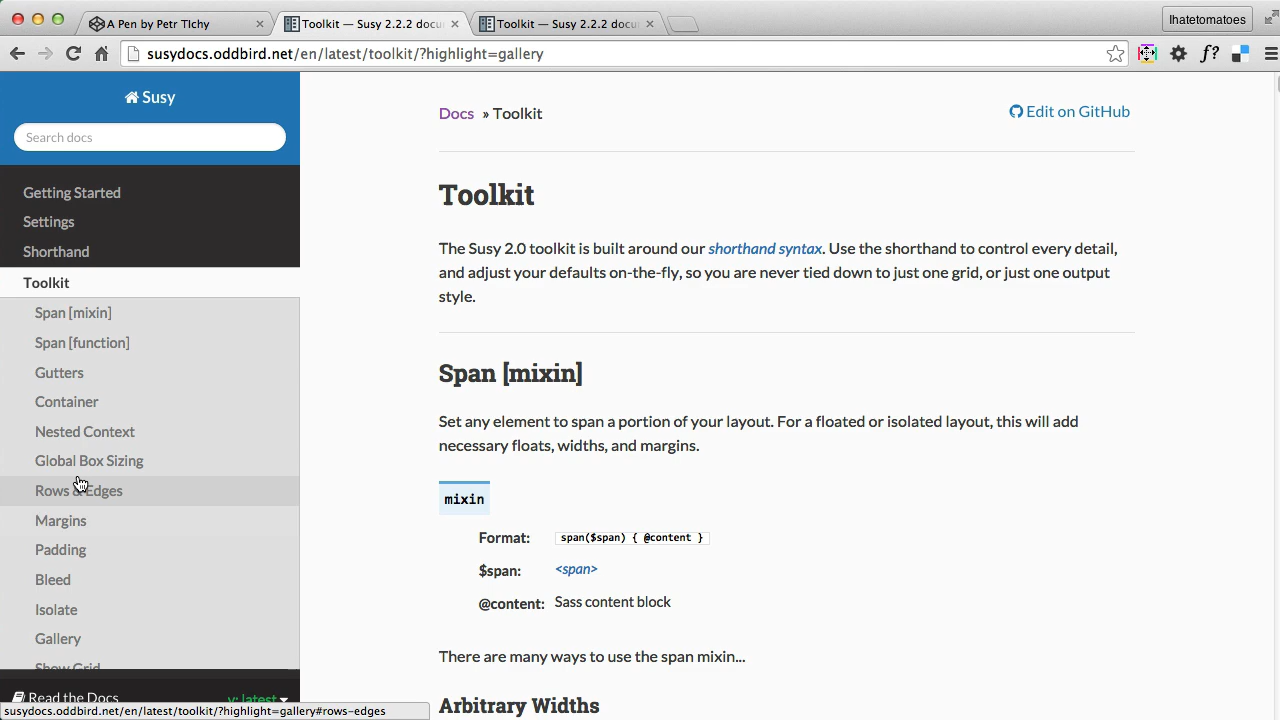 A Pen by Petr TIchy
Toolkit — Susy 2.2.2 docu
Toolkit — Susy 2.2.2 docu
Ihatetomatoes
susydocs.oddbird.net/en/latest/toolkit/?highlight=gallery
f?
Susy
Search docs
Getting Started
Settings
Shorthand
Toolkit
Span [mixin]
Span [function]
Gutters
Container
Nested Context
Global Box Sizing
Rows & Edges
Margins
Padding
Bleed
Isolate
Gallery
Show Grid
Read the Docs
v: latest
susydocs.oddbird.net/en/latest/toolkit/?highlight=gallery#rows-edges
Docs » Toolkit
Edit on GitHub
Toolkit
The Susy 2.0 toolkit is built around our shorthand syntax. Use the shorthand to control every detail,
and adjust your defaults on-the-fly, so you are never tied down to just one grid, or just one output
style.
Span [mixin]
Set any element to span a portion of your layout. For a floated or isolated layout, this will add
necessary floats, widths, and margins.
mixin
Format: span($span) { @content }
$span: <span>
@content: Sass content block
There are many ways to use the span mixin...
Arbitrary Widths